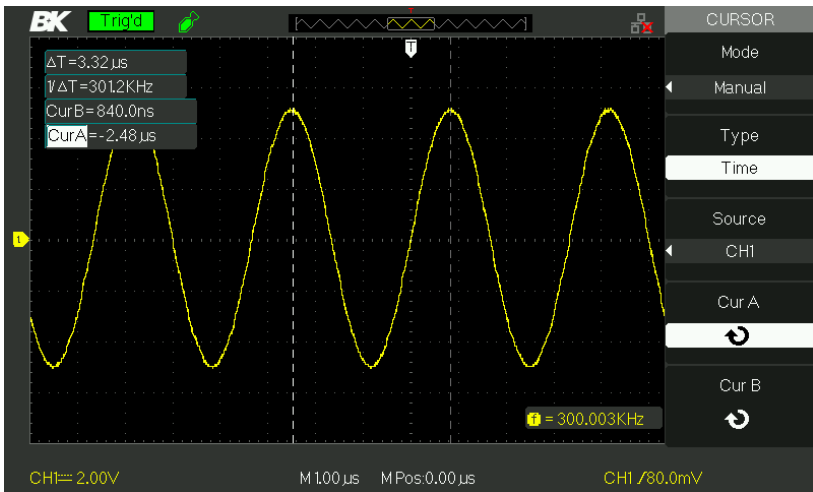 BK Trig'd CURSOR
T
Mode
Manual
Type
Time
Source
CH1
Cur A
Cur B
ΔT=3.32µs
1/ΔT=301.2KHz
CurB=840.0ns
CurA=-2.48µs
T
1
f = 300.003KHz
CH1 2.00V M 1.00µs M Pos:0.00µs CH1 /80.0mV